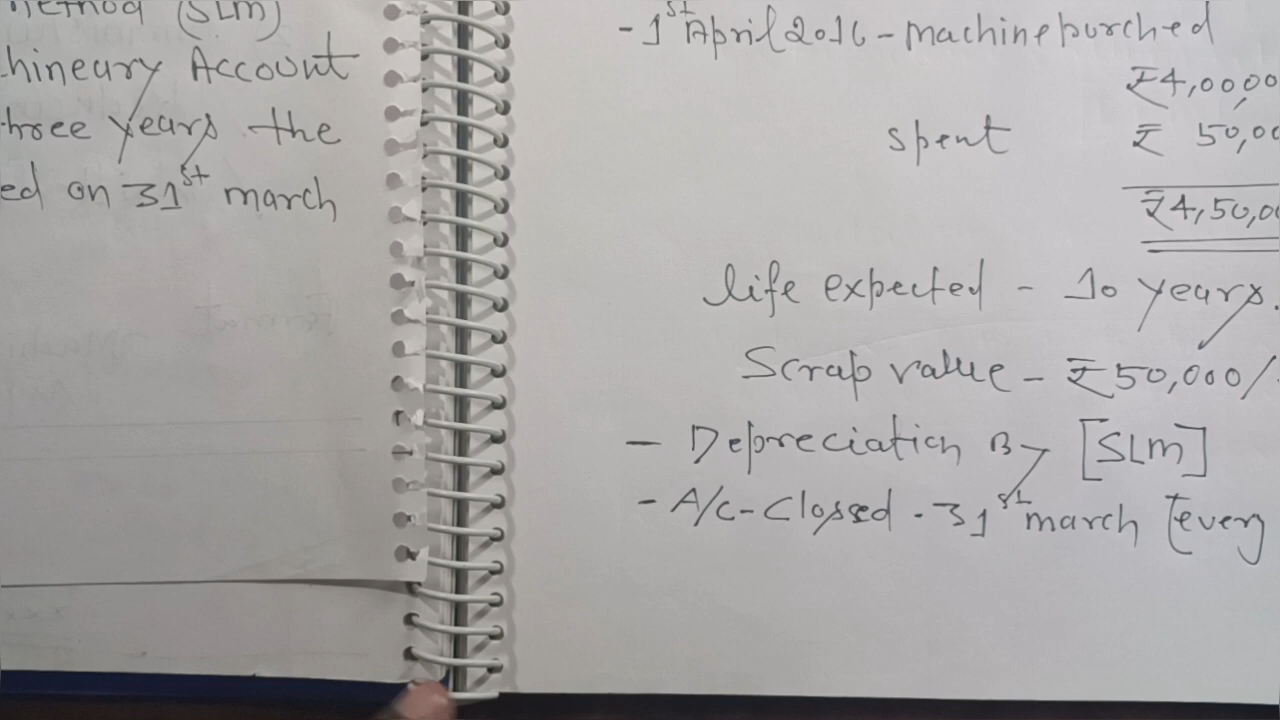 method (SLM)
hineary Account
three years the
ed on 31st march
- 1st April 2016 - machine purched
₹4,00,00
spent ₹ 50,00
₹4,50,00
life expected - 10 years.
Scrap value - ₹50,000/-
- Depreciation By [SLM]
- A/c - Clossed - 31st march [every